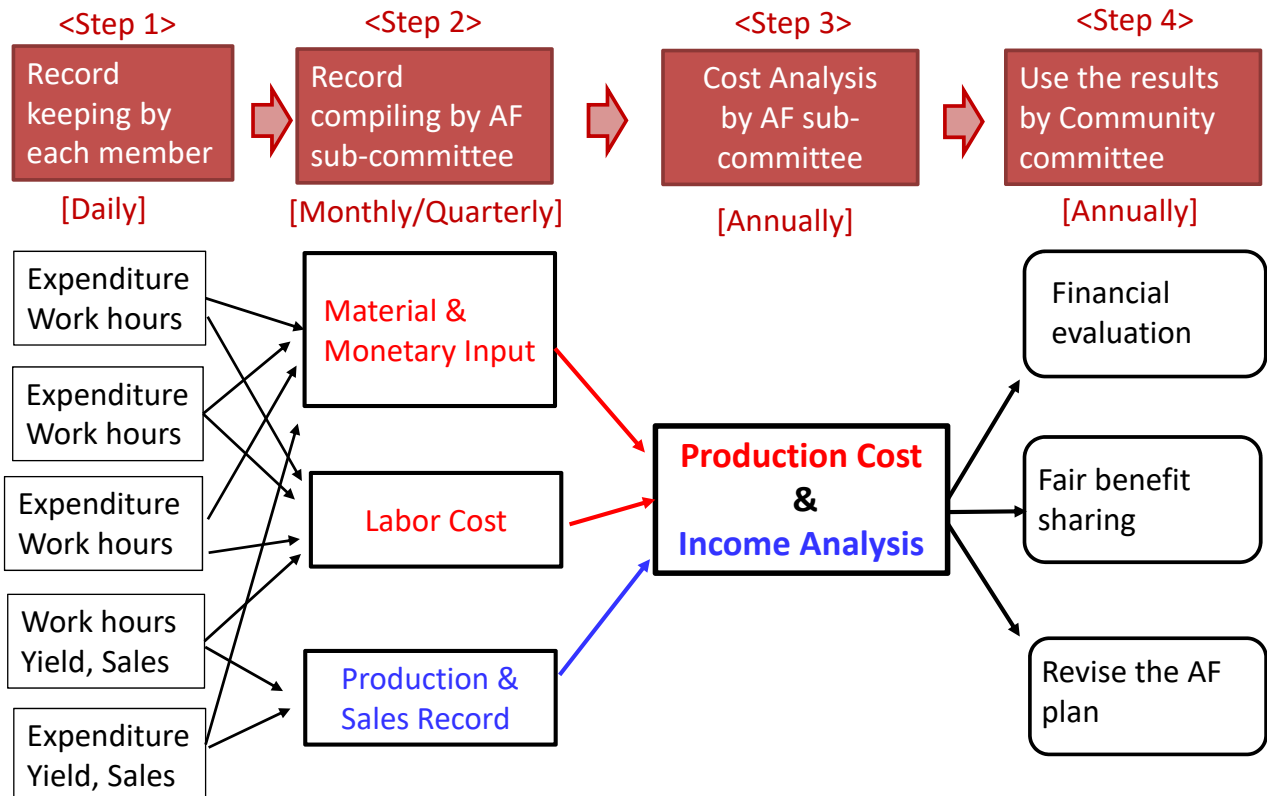 <Step 1>
<Step 2>
<Step 3>
<Step 4>
Record
keeping by
each member
Record
compiling by AF
sub-committee
Cost Analysis
by AF sub-
committee
Use the results
by Community
committee
[Daily]
[Monthly/Quarterly]
[Annually]
[Annually]
Expenditure
Work hours
Expenditure
Work hours
Expenditure
Work hours
Work hours
Yield, Sales
Expenditure
Yield, Sales
Material &
Monetary Input
Labor Cost
Production &
Sales Record
Production Cost
&
Income Analysis
Financial
evaluation
Fair benefit
sharing
Revise the AF
plan